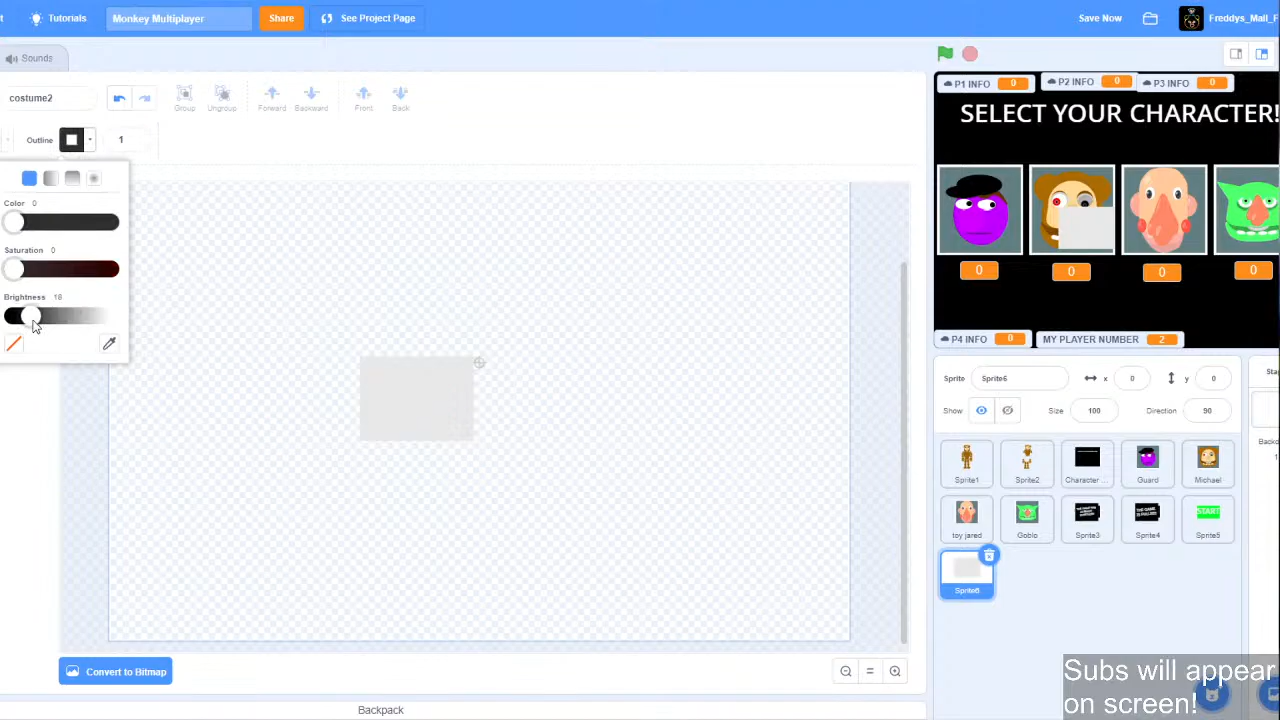 t
Tutorials
Monkey Multiplayer
Share
See Project Page
Save Now
Freddys_Mall_F
Sounds
costume2
Group
Ungroup
Forward
Backward
Front
Back
Outline
1
Color 0
Saturation 0
Brightness 18
Convert to Bitmap
Backpack
P1 INFO 0
P2 INFO 0
P3 INFO 0
SELECT YOUR CHARACTER!
0
0
0
0
P4 INFO 0
MY PLAYER NUMBER 2
Sprite
Sprite6
x
0
y
0
Show
Size
100
Direction
90
Sprite1
Sprite2
Character ...
Guard
Michael
toy jared
Goblo
Sprite3
THE GAME IS FULL!!!!
Sprite4
START
Sprite5
Sprite6
Subs will appear
on screen!